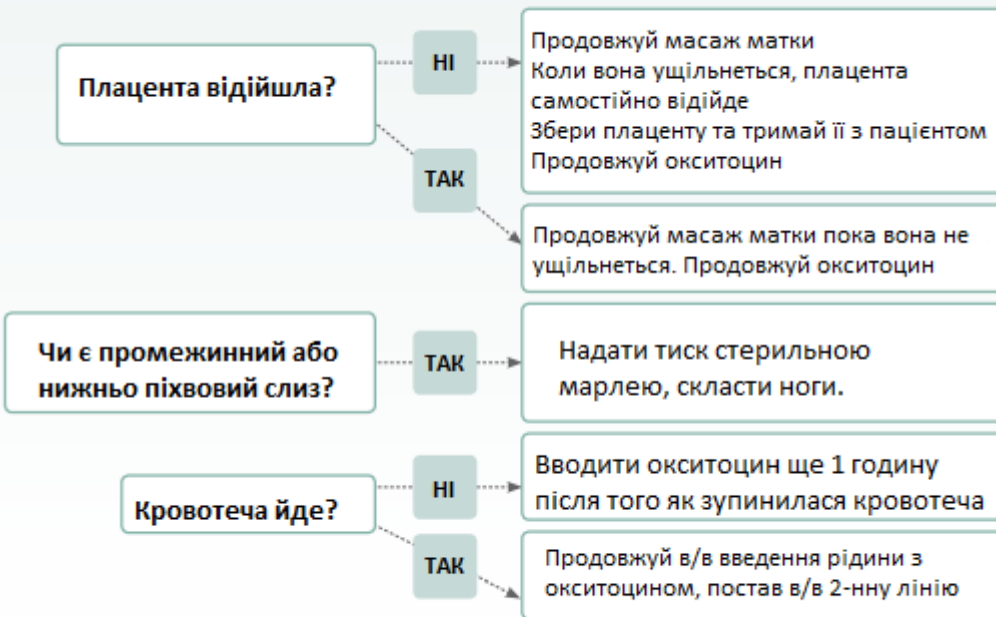 Плацента відійшла?
НІ
Продовжуй масаж матки
Коли вона ущільнеться, плацента
самостійно відійде
Збери плаценту та тримай її з пацієнтом
Продовжуй окситоцин
ТАК
Продовжуй масаж матки пока вона не
ущільнеться. Продовжуй окситоцин
Чи є промежинний або
нижньо піхвовий слиз?
ТАК
Надати тиск стерильною
марлею, скласти ноги.
Кровотеча йде?
НІ
Вводити окситоцин ще 1 годину
після того як зупинилася кровотеча
ТАК
Продовжуй в/в введення рідини з
окситоцином, постав в/в 2-нну лінію